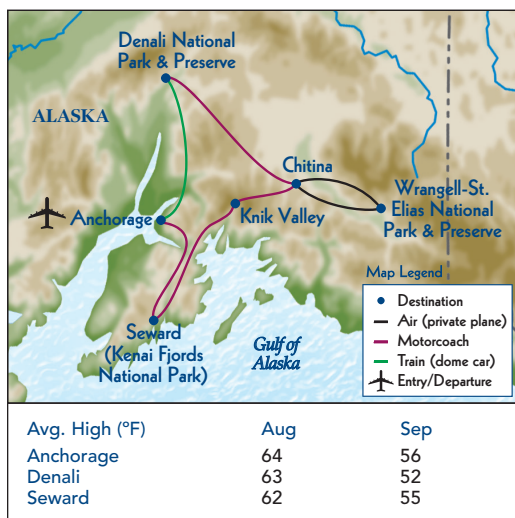 Denali National
Park & Preserve
ALASKA
Chitina
Wrangell-St.
Elias National
Park & Preserve
Anchorage
Knik Valley
Map Legend
Destination
Air (private plane)
Motorcoach
Train (dome car)
Entry/Departure
Seward
(Kenai Fjords
National Park)
Gulf of
Alaska
Avg. High (°F) Aug Sep
Anchorage 64 56
Denali 63 52
Seward 62 55